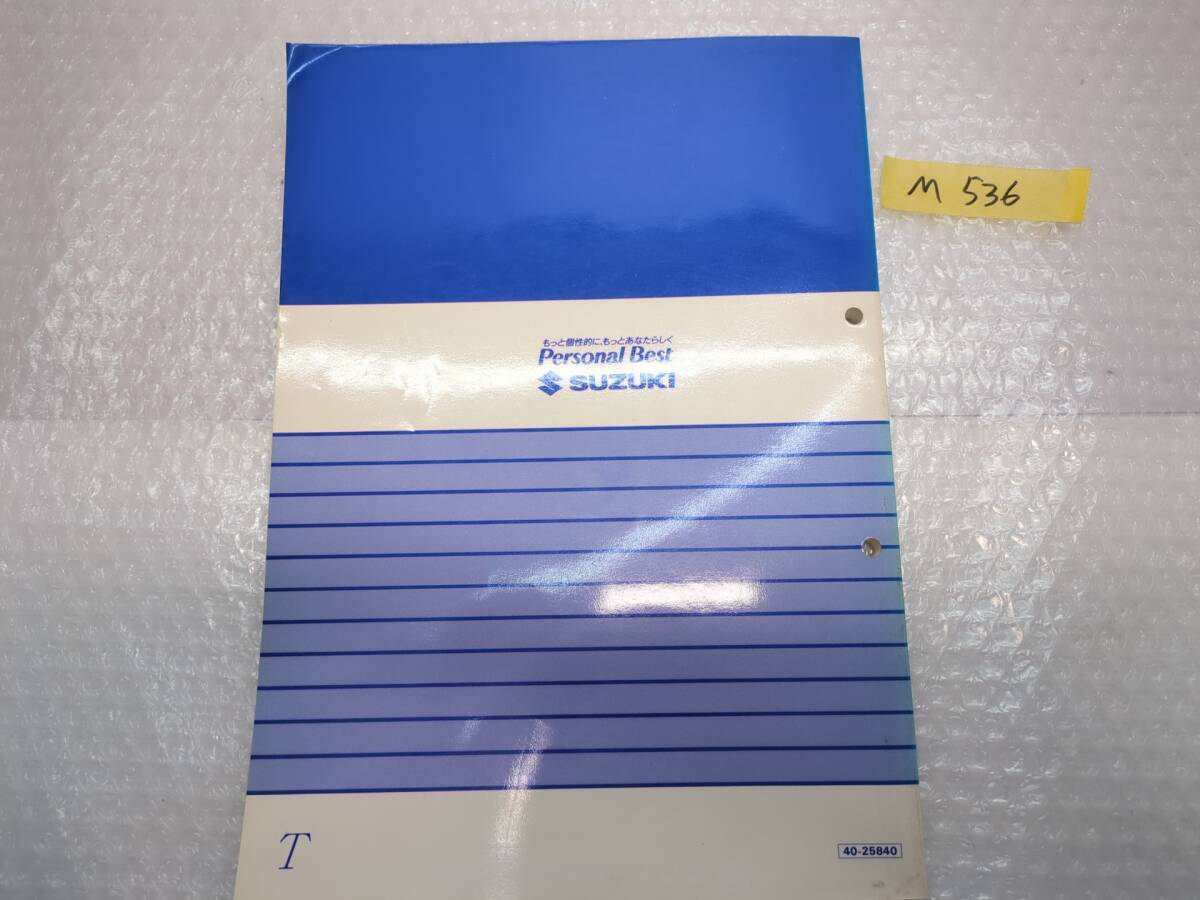 M 536
もっと個性的に、もっとあなたらしく
Personal Best
SUZUKI
T
40-25840